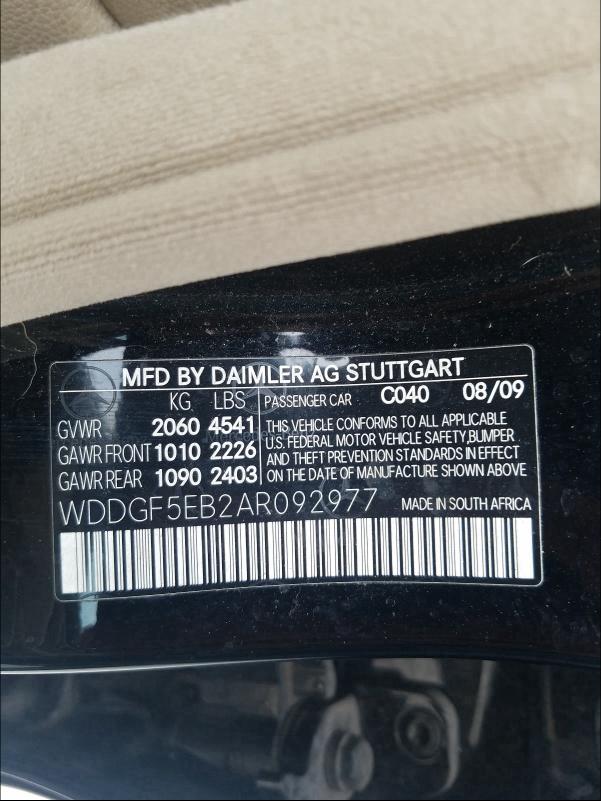 MFD BY DAIMLER AG STUTTGART
KG LBS PASSENGER CAR C040 08/09
GVWR 2060 4541
GAWR FRONT 1010 2226
GAWR REAR 1090 2403
THIS VEHICLE CONFORMS TO ALL APPLICABLE
U.S. FEDERAL MOTOR VEHICLE SAFETY, BUMPER
AND THEFT PREVENTION STANDARDS IN EFFECT
ON THE DATE OF MANUFACTURE SHOWN ABOVE
WDDGF5EB2AR092977 MADE IN SOUTH AFRICA